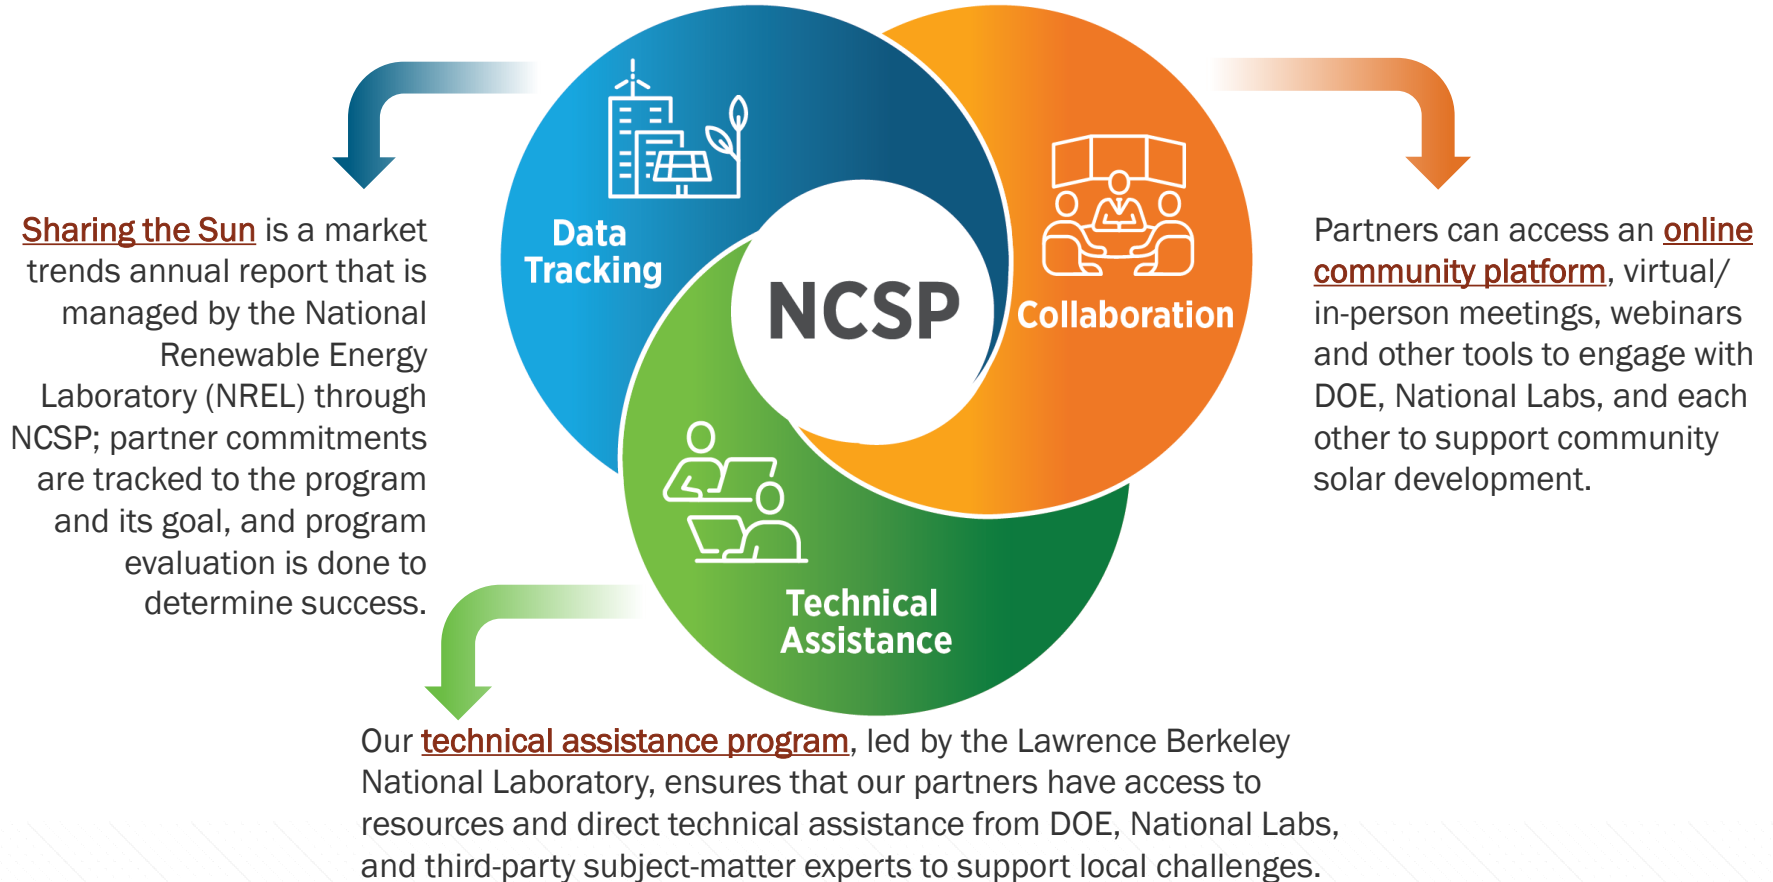 Data
Tracking
NCSP
Collaboration
Technical
Assistance
Sharing the Sun is a market
trends annual report that is
managed by the National
Renewable Energy
Laboratory (NREL) through
NCSP; partner commitments
are tracked to the program
and its goal, and program
evaluation is done to
determine success.
Partners can access an online
community platform, virtual/
in-person meetings, webinars
and other tools to engage with
DOE, National Labs, and each
other to support community
solar development.
Our technical assistance program, led by the Lawrence Berkeley
National Laboratory, ensures that our partners have access to
resources and direct technical assistance from DOE, National Labs,
and third-party subject-matter experts to support local challenges.